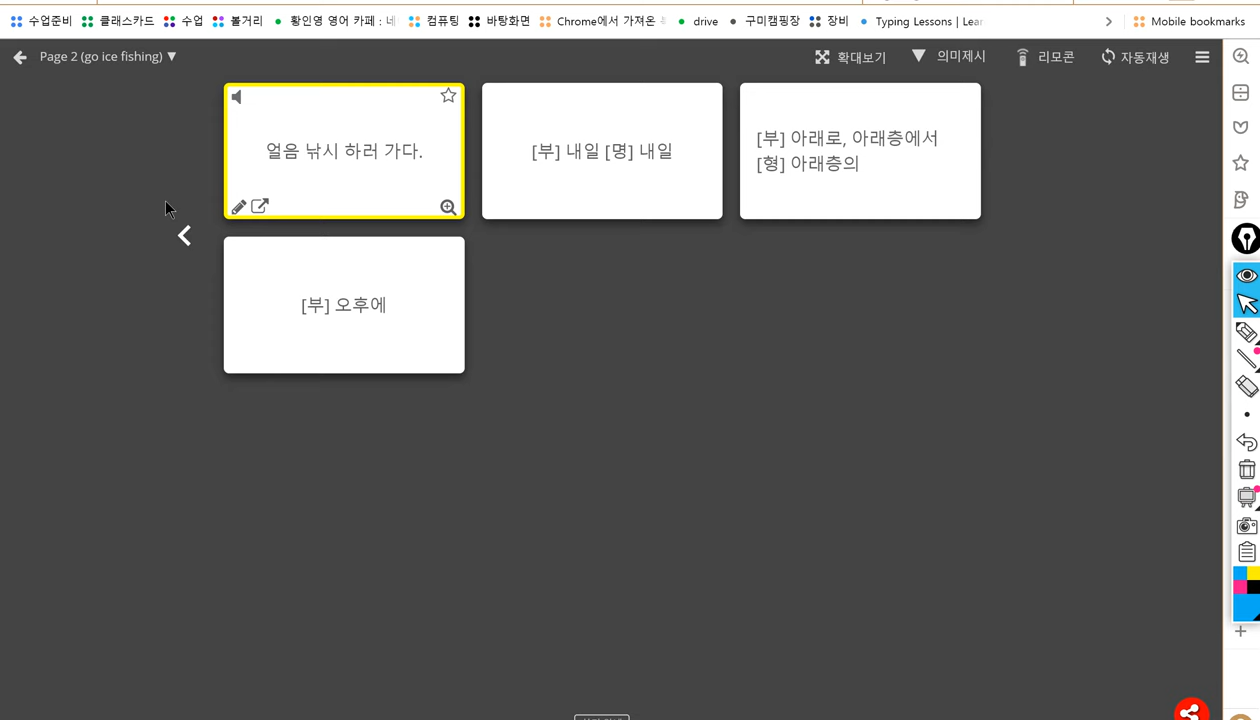 수업준비 클래스카드 수업 볼거리 황인영 영어 카페 : 네 컴퓨팅 바탕화면 Chrome에서 가져온 drive 구미캠핑장 장비 Typing Lessons | Lear Mobile bookmarks
Page 2 (go ice fishing) ▼ 확대보기 ▼ 의미제시 리모콘 자동재생
얼음 낚시 하러 가다.
[부] 내일 [명] 내일
[부] 아래로, 아래층에서
[형] 아래층의
[부] 오후에